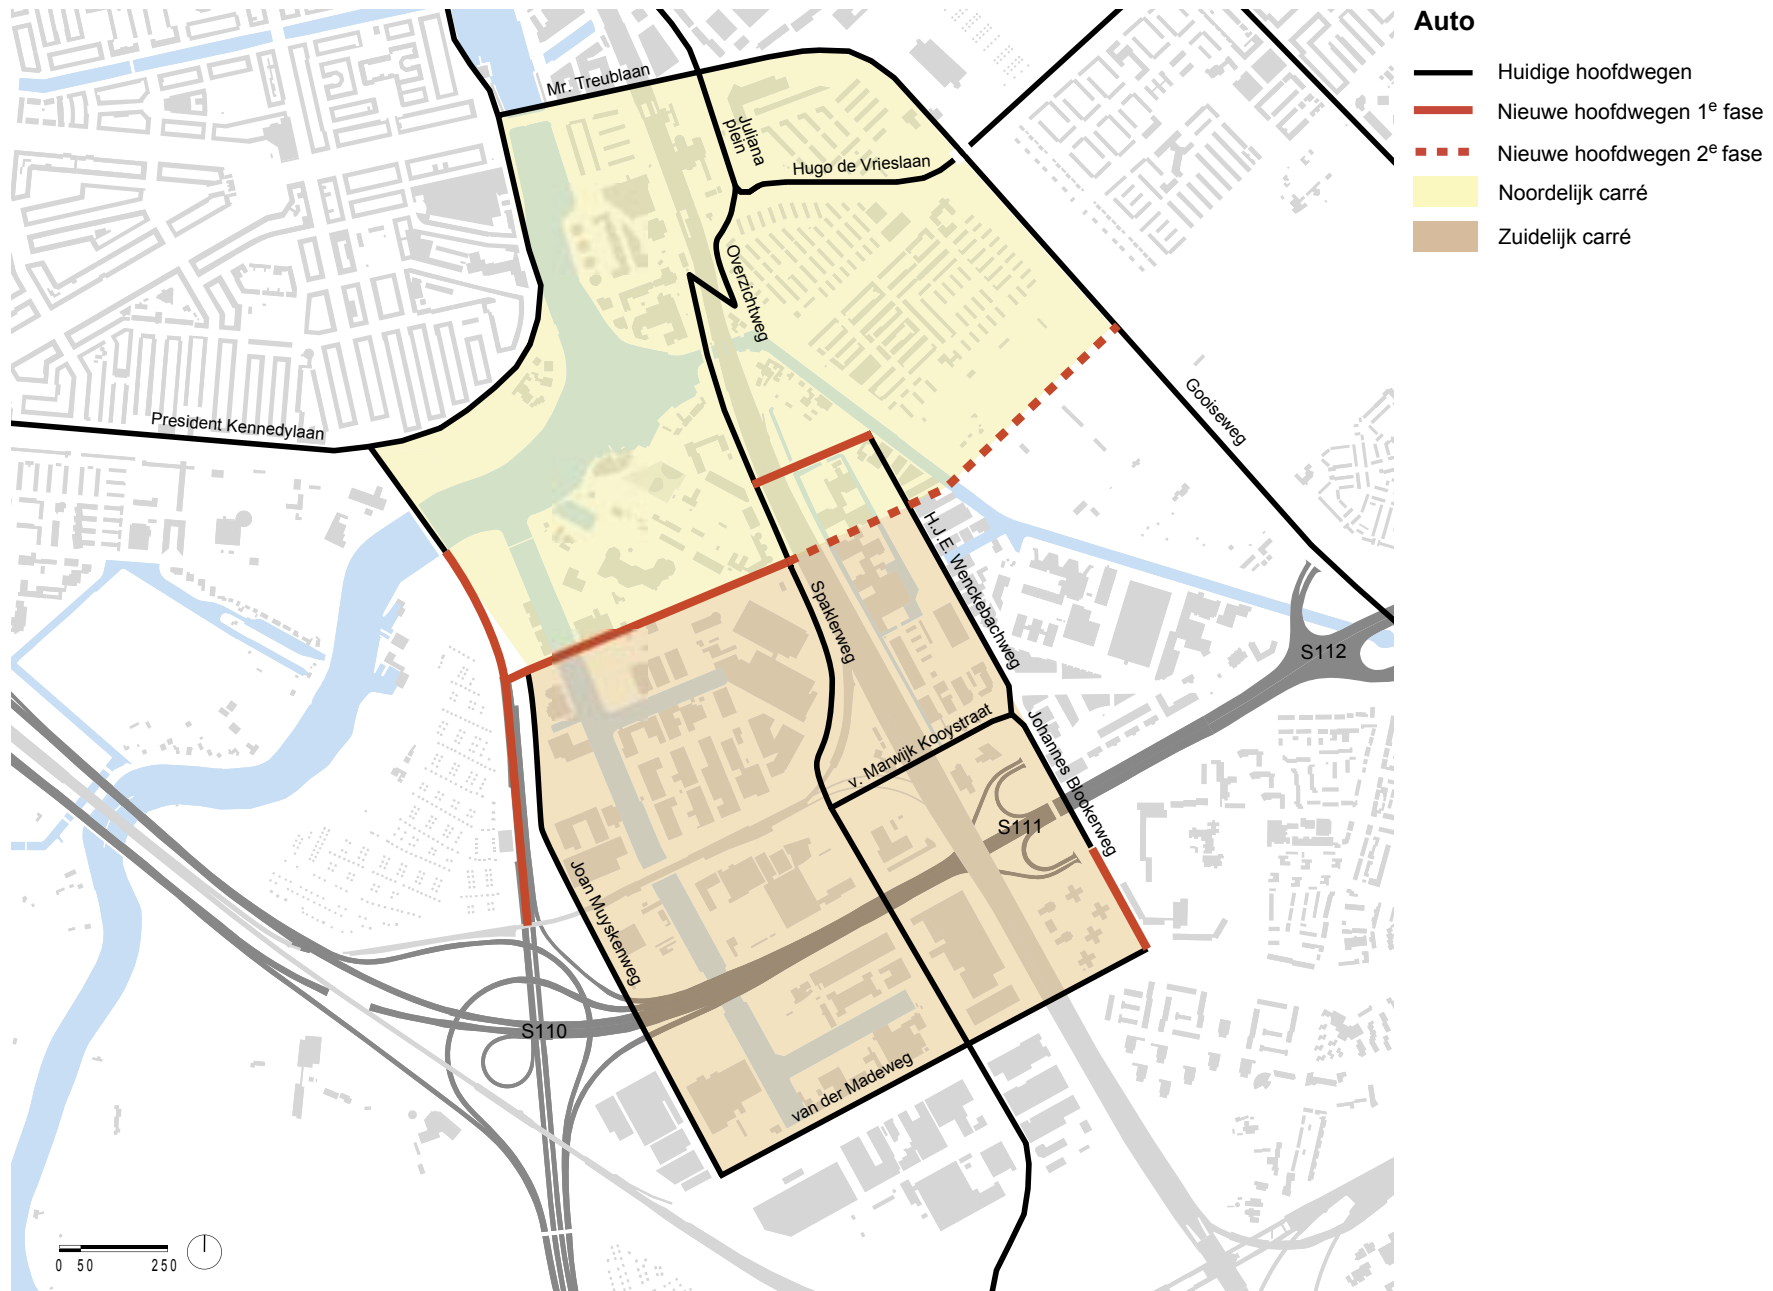 Auto
Huidige hoofdwegen
Nieuwe hoofdwegen 1e fase
Nieuwe hoofdwegen 2e fase
Noordelijk carré
Zuidelijk carré
Mr. Treublaan
Juliana
plein
Hugo de Vrieslaan
Overzichtweg
President Kennedylaan
Gooiseweg
H.J.E. Wenckebachweg
Spaklerweg
S112
v. Marwijk Kooystraat
Johannes Blookerweg
S111
Joan Muyskenweg
S110
van der Madeweg
0 50 250